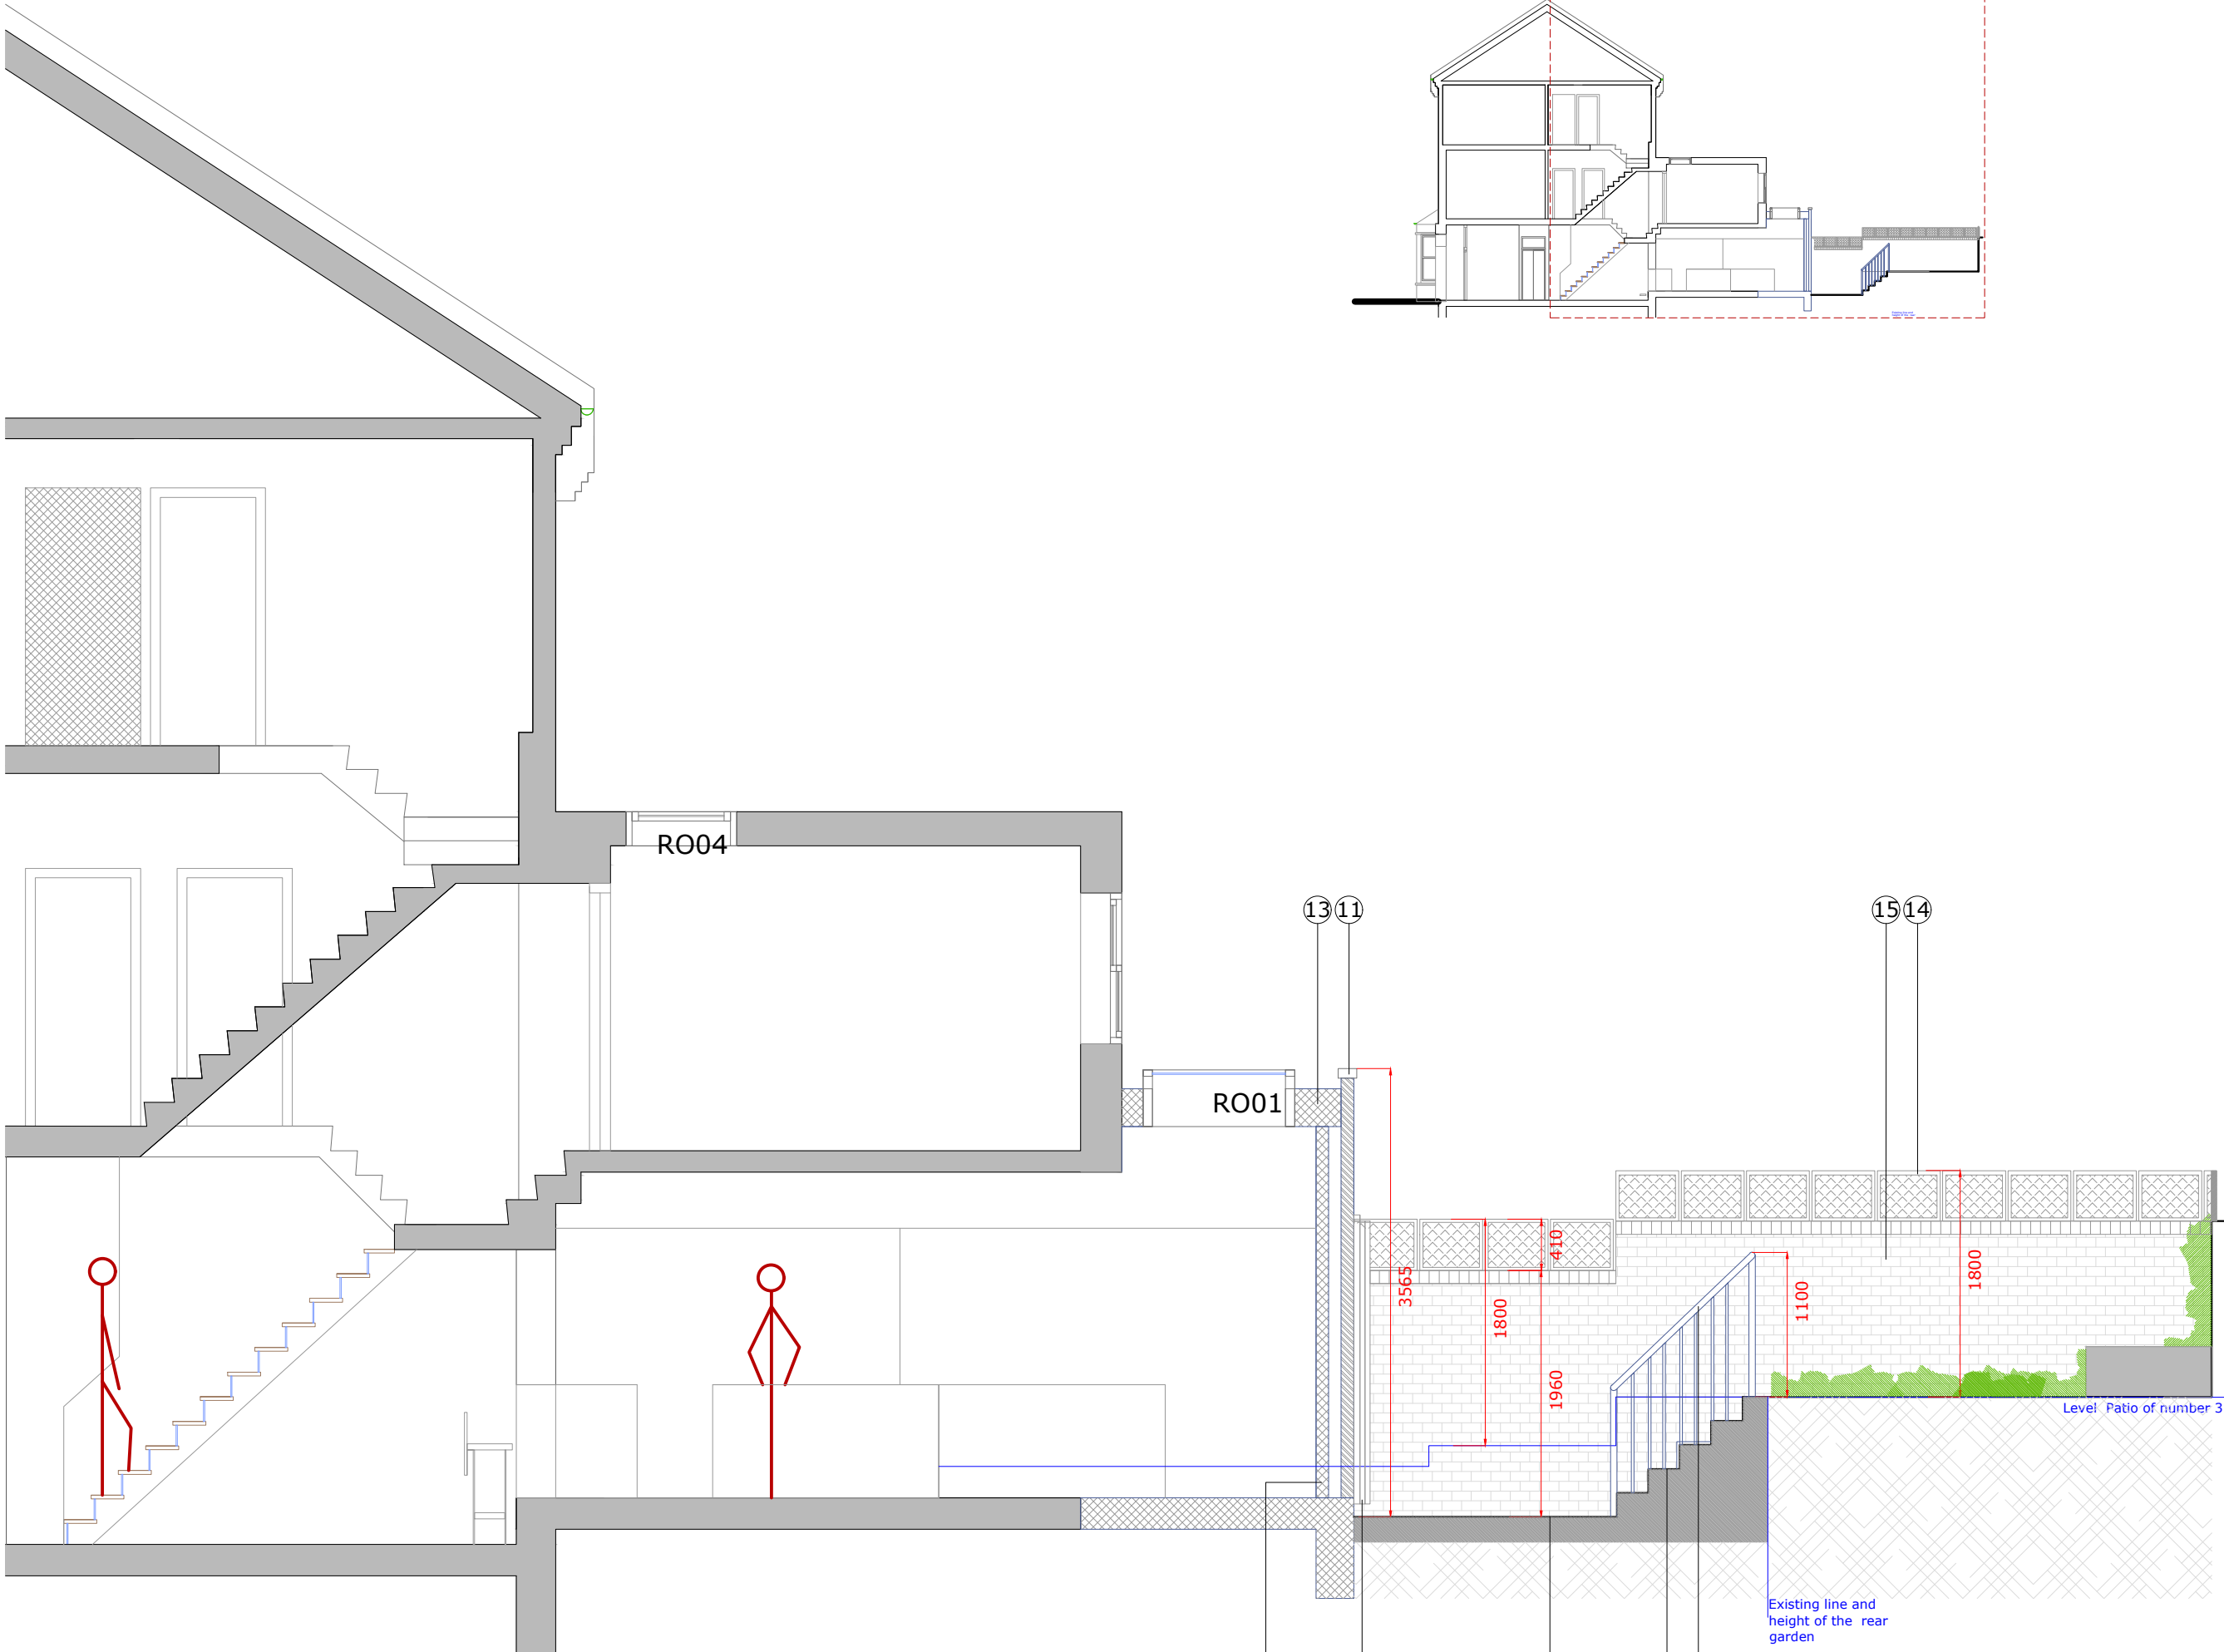 RO04
13 11
15 14
RO01
3565
1800
410
1960
1100
1800
Level Patio of number 3
Existing line and
height of the rear
garden